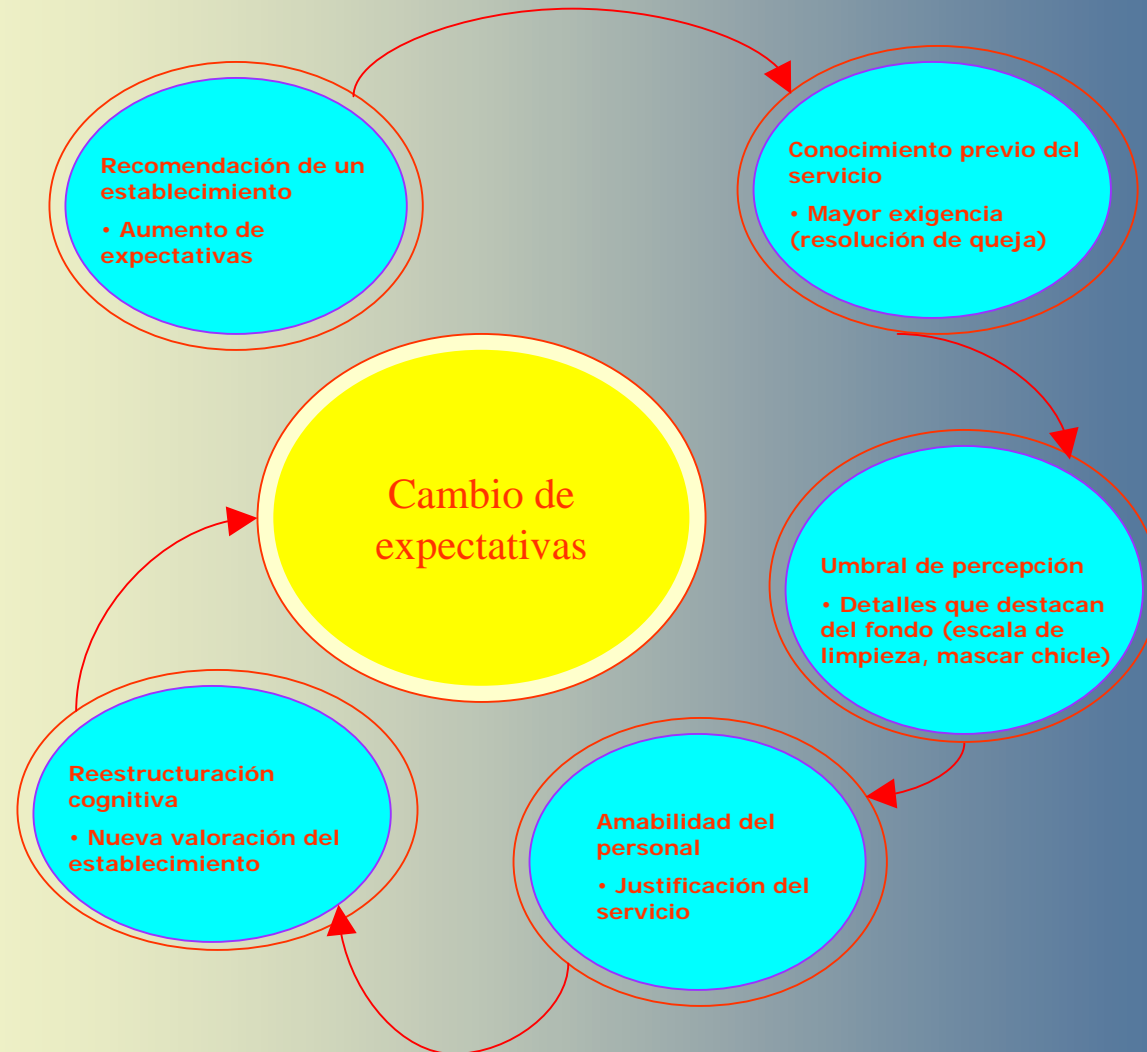 Recomendación de un
establecimiento
• Aumento de
expectativas
Conocimiento previo del
servicio
• Mayor exigencia
(resolución de queja)
Umbral de percepción
• Detalles que destacan
del fondo (escala de
limpieza, mascar chicle)
Amabilidad del
personal
• Justificación del
servicio
Reestructuración
cognitiva
• Nueva valoración del
establecimiento
Cambio de
expectativas